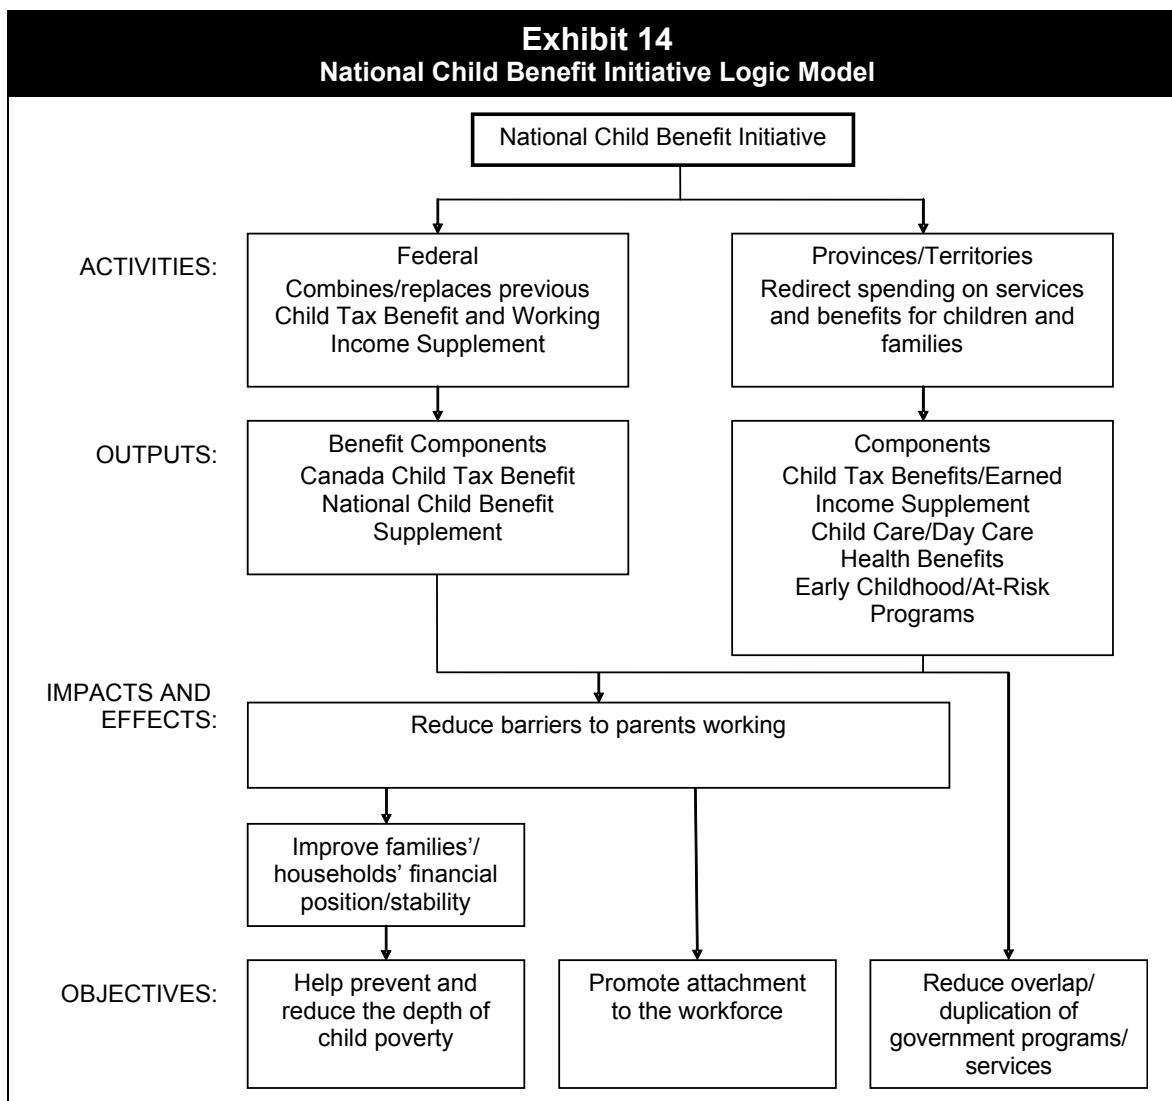 Exhibit 14
National Child Benefit Initiative Logic Model
National Child Benefit Initiative
ACTIVITIES:
Federal
Combines/replaces previous
Child Tax Benefit and Working
Income Supplement
Provinces/Territories
Redirect spending on services
and benefits for children and
families
OUTPUTS:
Benefit Components
Canada Child Tax Benefit
National Child Benefit
Supplement
Components
Child Tax Benefits/Earned
Income Supplement
Child Care/Day Care
Health Benefits
Early Childhood/At-Risk
Programs
IMPACTS AND
EFFECTS:
Reduce barriers to parents working
Improve families’/
households’ financial
position/stability
OBJECTIVES:
Help prevent and
reduce the depth of
child poverty
Promote attachment
to the workforce
Reduce overlap/
duplication of
government programs/
services